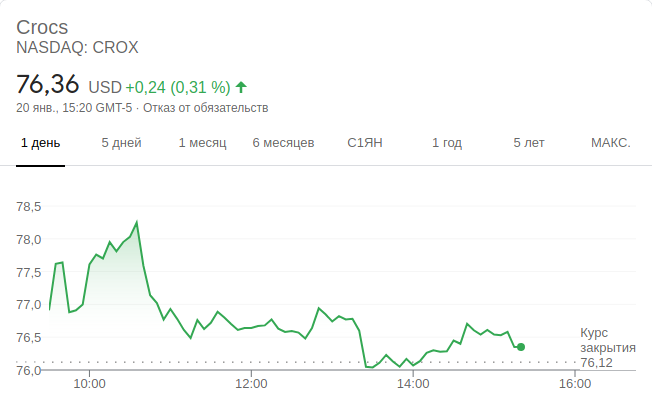 Crocs
NASDAQ: CROX
76,36 USD +0,24 (0,31 %)
20 янв., 15:20 GMT-5 · Отказ от обязательств
1 день 5 дней 1 месяц 6 месяцев С1ЯН 1 год 5 лет МАКС.
78,5
78,0
77,5
77,0
76,5
76,0
Курс
закрытия
76,12
10:00 12:00 14:00 16:00